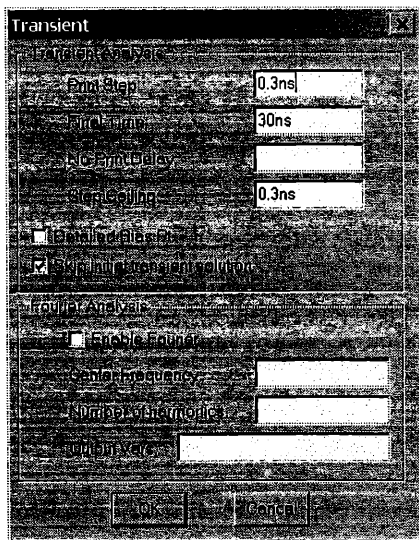 Transient
Transient Analysis
Print Step
0.3ns
Final Time
30ns
No-Print Delay
Step Ceiling
0.3ns
Detailed Bias Pt.
Skip initial transient solution
Fourier Analysis
Enable Fourier
Center Frequency
Number of harmonics
Output Vars.
OK
Cancel